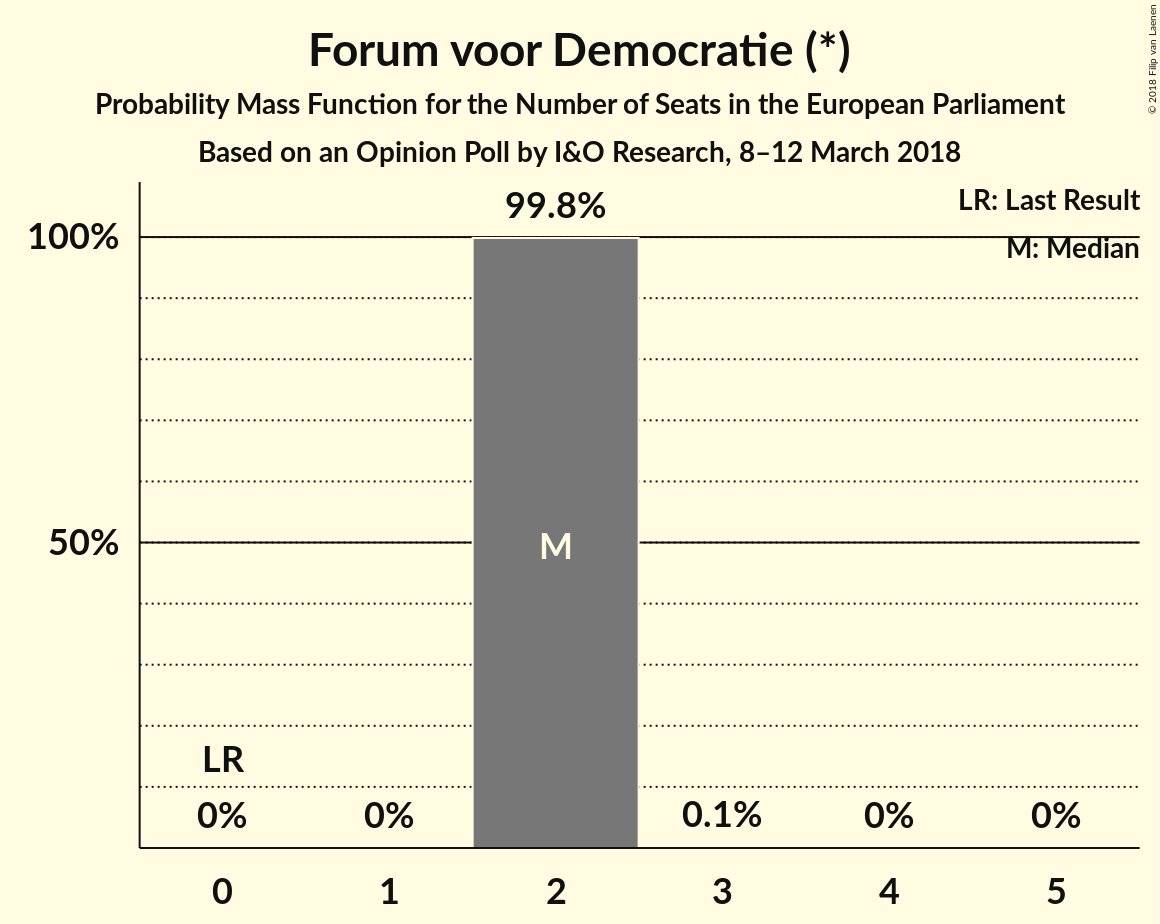 Forum voor Democratie (*)
Probability Mass Function for the Number of Seats in the European Parliament
Based on an Opinion Poll by I&O Research, 8–12 March 2018
© 2018 Filip van Laenen
99.8%
LR: Last Result
100%
M: Median
50%
M
LR
0%
0%
0.1%
0%
0%
0
1
2
3
4
5